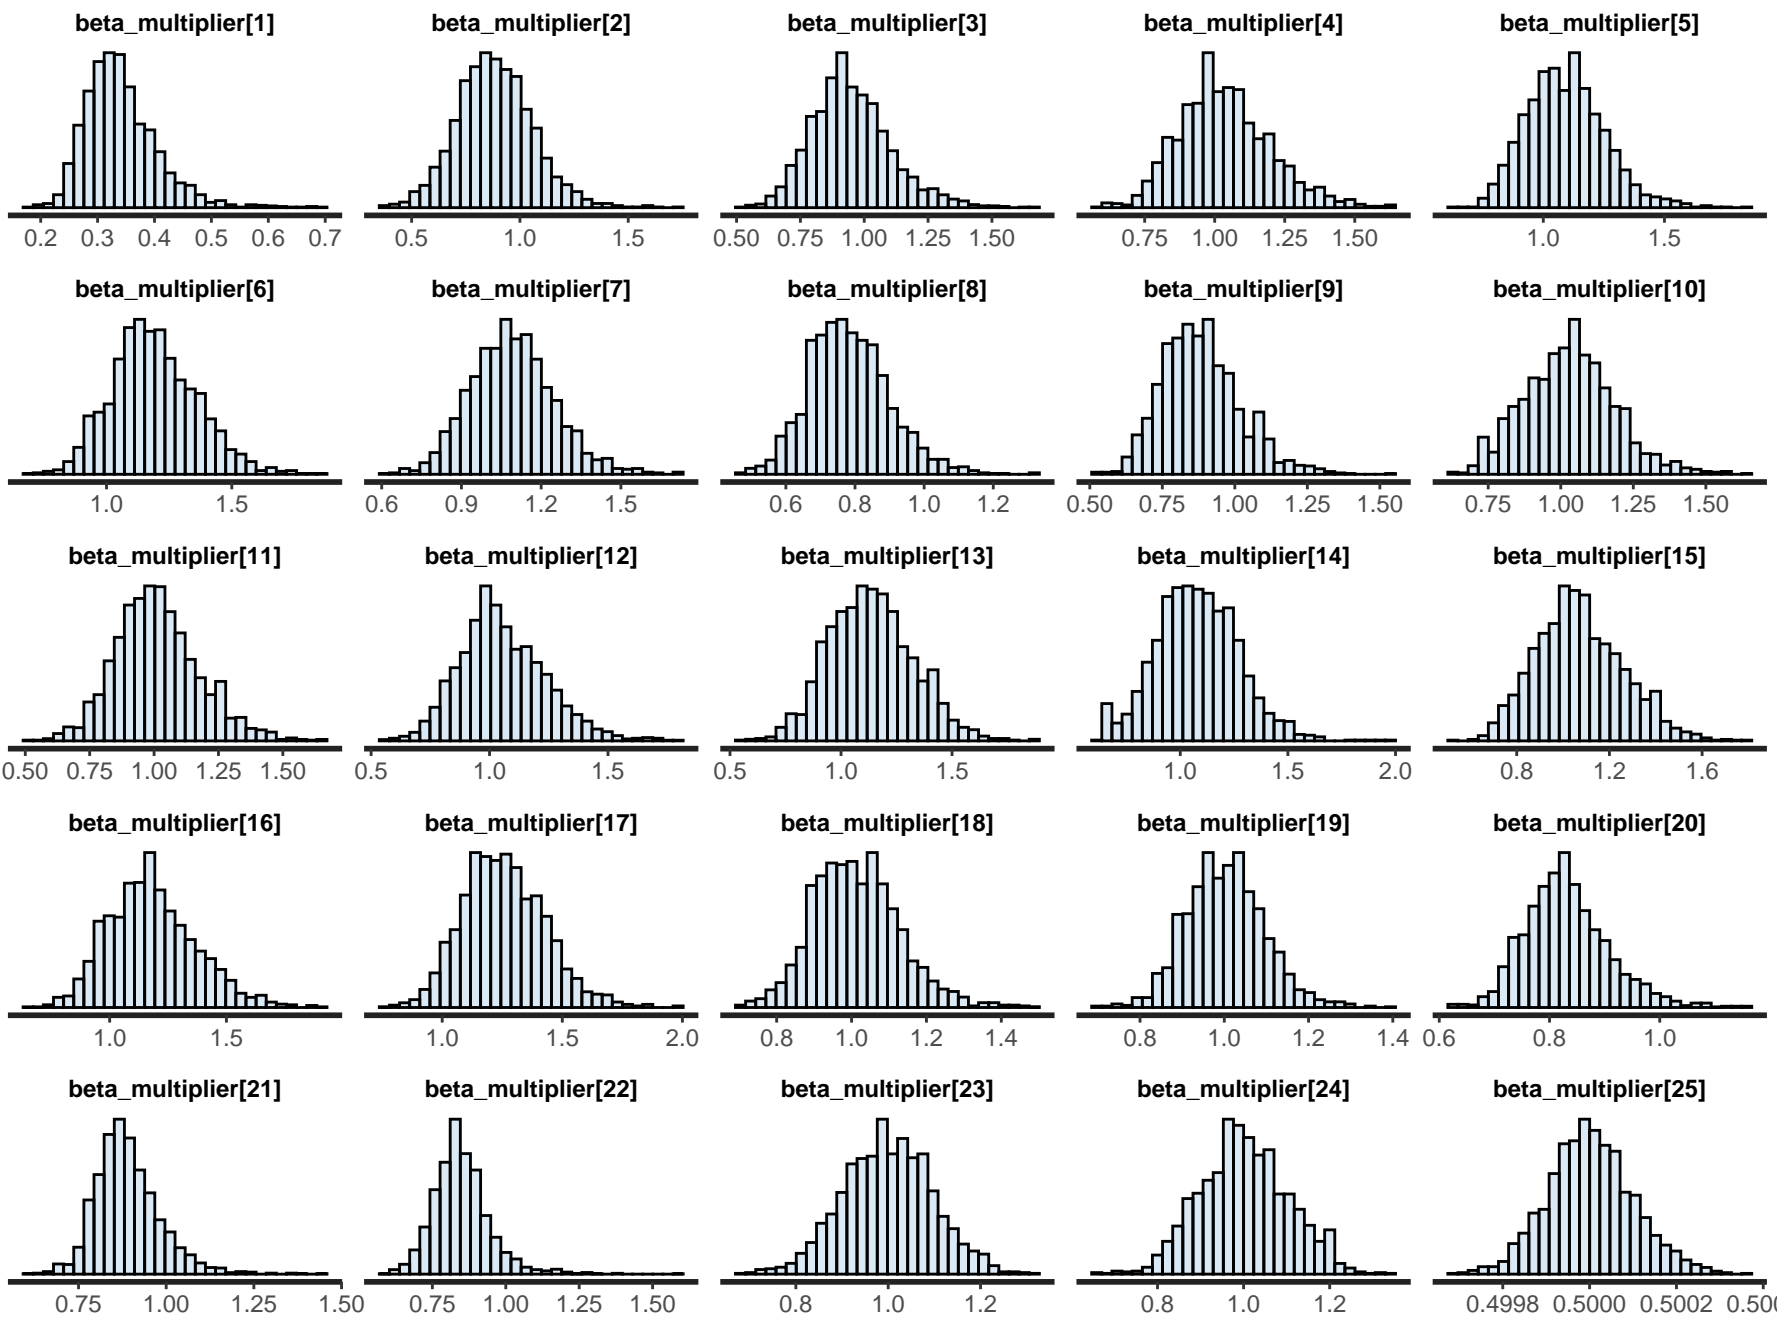 beta_multiplier[1] beta_multiplier[2] beta_multiplier[3] beta_multiplier[4] beta_multiplier[5]
0.2 0.3 0.4 0.5 0.6 0.7 0.5 1.0 1.5 0.50 0.75 1.00 1.25 1.50 0.75 1.00 1.25 1.50 1.0 1.5
beta_multiplier[6] beta_multiplier[7] beta_multiplier[8] beta_multiplier[9] beta_multiplier[10]
1.0 1.5 0.6 0.9 1.2 1.5 0.6 0.8 1.0 1.2 0.50 0.75 1.00 1.25 1.50 0.75 1.00 1.25 1.50
beta_multiplier[11] beta_multiplier[12] beta_multiplier[13] beta_multiplier[14] beta_multiplier[15]
0.50 0.75 1.00 1.25 1.50 0.5 1.0 1.5 0.5 1.0 1.5 1.0 1.5 2.0 0.8 1.2 1.6
beta_multiplier[16] beta_multiplier[17] beta_multiplier[18] beta_multiplier[19] beta_multiplier[20]
1.0 1.5 1.0 1.5 2.0 0.8 1.0 1.2 1.4 0.8 1.0 1.2 1.4 0.6 0.8 1.0
beta_multiplier[21] beta_multiplier[22] beta_multiplier[23] beta_multiplier[24] beta_multiplier[25]
0.75 1.00 1.25 1.50 0.75 1.00 1.25 1.50 0.8 1.0 1.2 0.8 1.0 1.2 0.4998 0.5000 0.5002